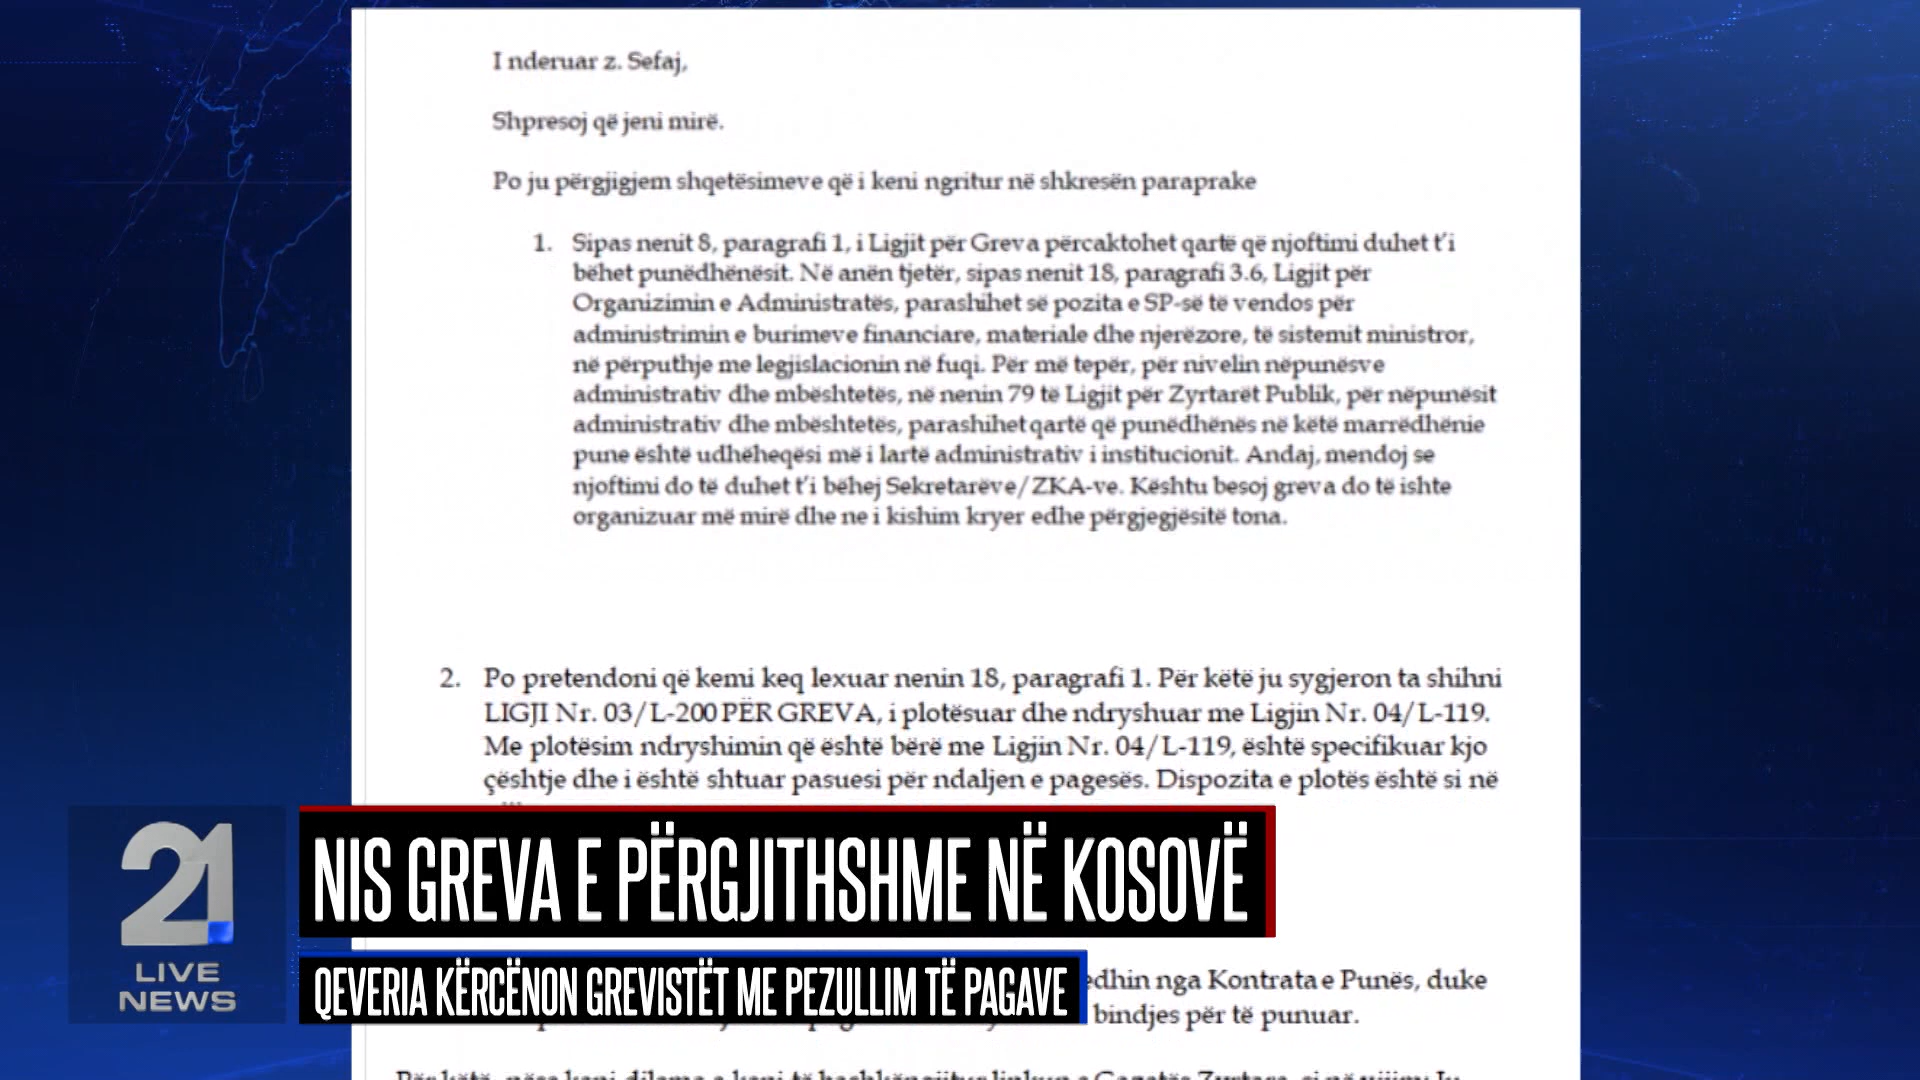 I nderuar z. Sefaj,
Shpresoj që jeni mirë.
Po ju përgjigjem shqetësimeve që i keni ngritur në shkresën paraprake
1. Sipas nenit 8, paragrafi 1, i Ligjit për Greva përcaktohet qartë që njoftimi duhet t'i
bëhet punëdhënësit. Në anën tjetër, sipas nenit 18, paragrafi 3.6, Ligjit për
Organizimin e Administratës, parashihet së pozita e SP-së të vendos për
administrimin e burimeve financiare, materiale dhe njerëzore, të sistemit ministror,
në përputhje me legjislacionin në fuqi. Për më tepër, për nivelin nëpunësve
administrativ dhe mbështetës, në nenin 79 të Ligjit për Zyrtarët Publik, për nëpunësit
administrativ dhe mbështetës, parashihet qartë që punëdhënës në këtë marrëdhënie
pune është udhëheqësi më i lartë administrativ i institucionit. Andaj, mendoj se
njoftimi do të duhet t'i bëhej Sekretarëve/ZKA-ve. Kështu besoj greva do të ishte
organizuar më mirë dhe ne i kishim kryer edhe përgjegjësitë tona.
2. Po pretendoni që kemi keq lexuar nenin 18, paragrafi 1. Për këtë ju sygjeron ta shihni
LIGJI Nr. 03/L-200 PËR GREVA, i plotësuar dhe ndryshuar me Ligjin Nr. 04/L-119.
Me plotësim ndryshimin që është bërë me Ligjin Nr. 04/L-119, është specifikuar kjo
çështje dhe i është shtuar pasuesi për ndaljen e pagesës. Dispozita e plotës është si në
NIS GREVA E PËRGJITHSHME NË KOSOVË
QEVERIA KËRCËNON GREVISTËT ME PEZULLIM TË PAGAVE
21
LIVE
NEWS
edhin nga Kontrata e Punës, duke
bindjes për të punuar.